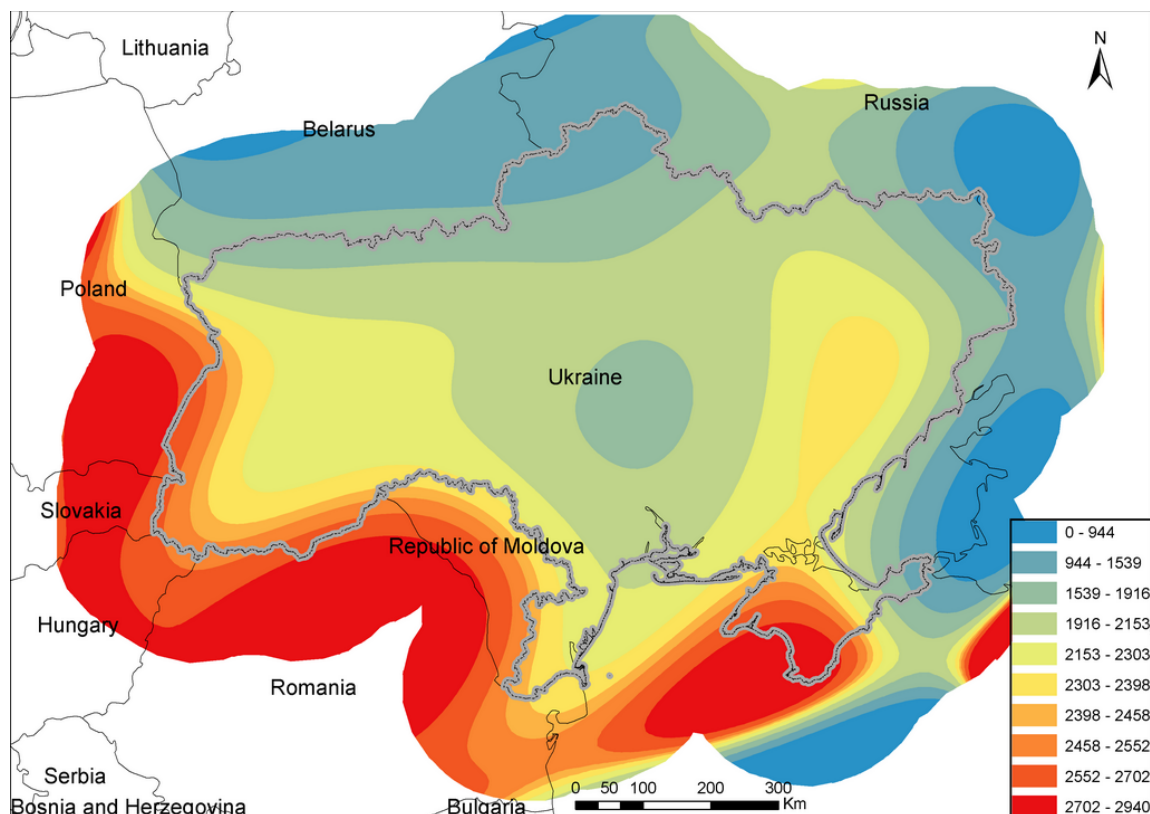 N
Lithuania
Russia
Belarus
Poland
Ukraine
Slovakia
Republic of Moldova
Hungary
Romania
Serbia
Bosnia and Herzegovina
Bulgaria
0 50 100 200 300
Km
0 - 944
944 - 1539
1539 - 1916
1916 - 2153
2153 - 2303
2303 - 2398
2398 - 2458
2458 - 2552
2552 - 2702
2702 - 2940